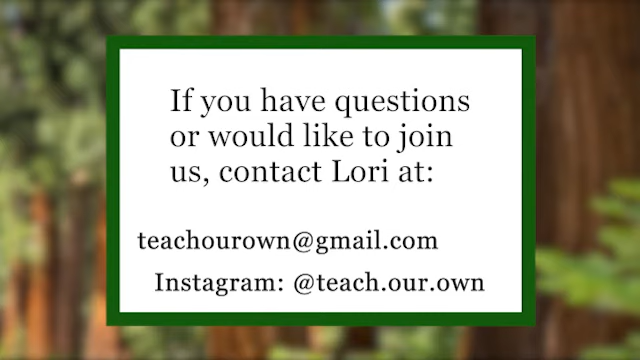 If you have questions
or would like to join
us, contact Lori at:
teachourown@gmail.com
Instagram: @teach.our.own